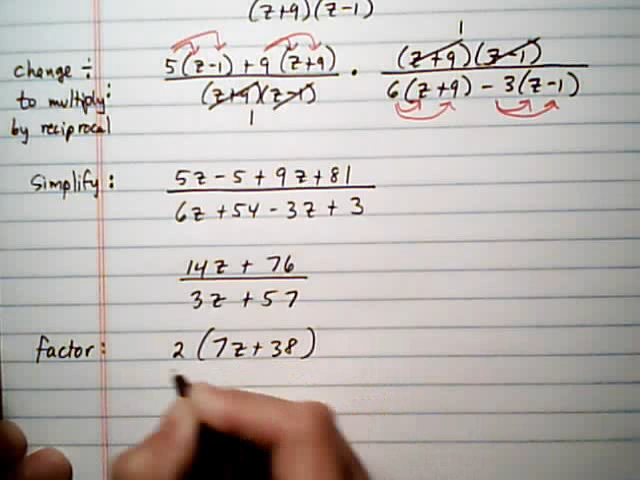 (z+9)(z-1)
change ÷ to multiply by reciprocal
5(z-1) + 9(z+9) / (z+9)(z-1) 1 • 1 (z+9)(z-1) / 6(z+9) - 3(z-1)
Simplify: 5z - 5 + 9z + 81 / 6z + 54 - 3z + 3
14z + 76 / 3z + 57
factor: 2(7z+38)